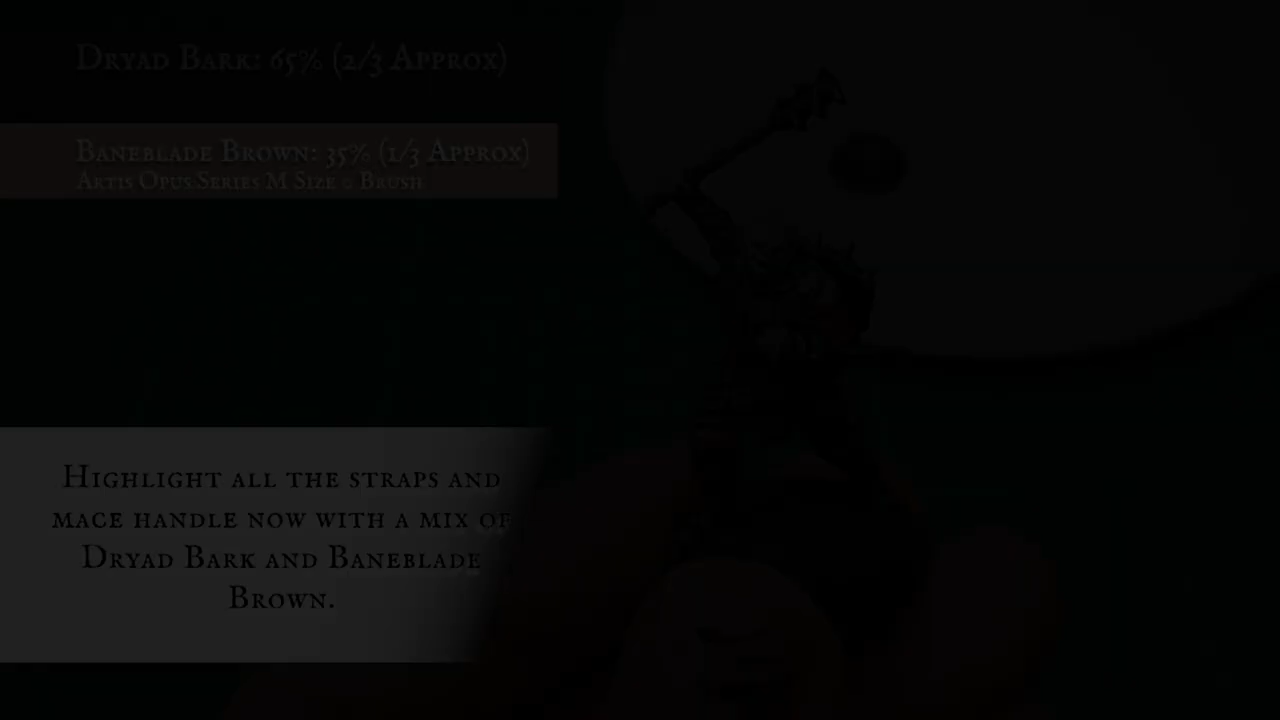 Dryad Bark: 65% (2/3 Approx)
Baneblade Brown: 35% (1/3 Approx)
Artis Opus Series M Size 0 Brush
Highlight all the straps and
mace handle now with a mix of
Dryad Bark and Baneblade
Brown.